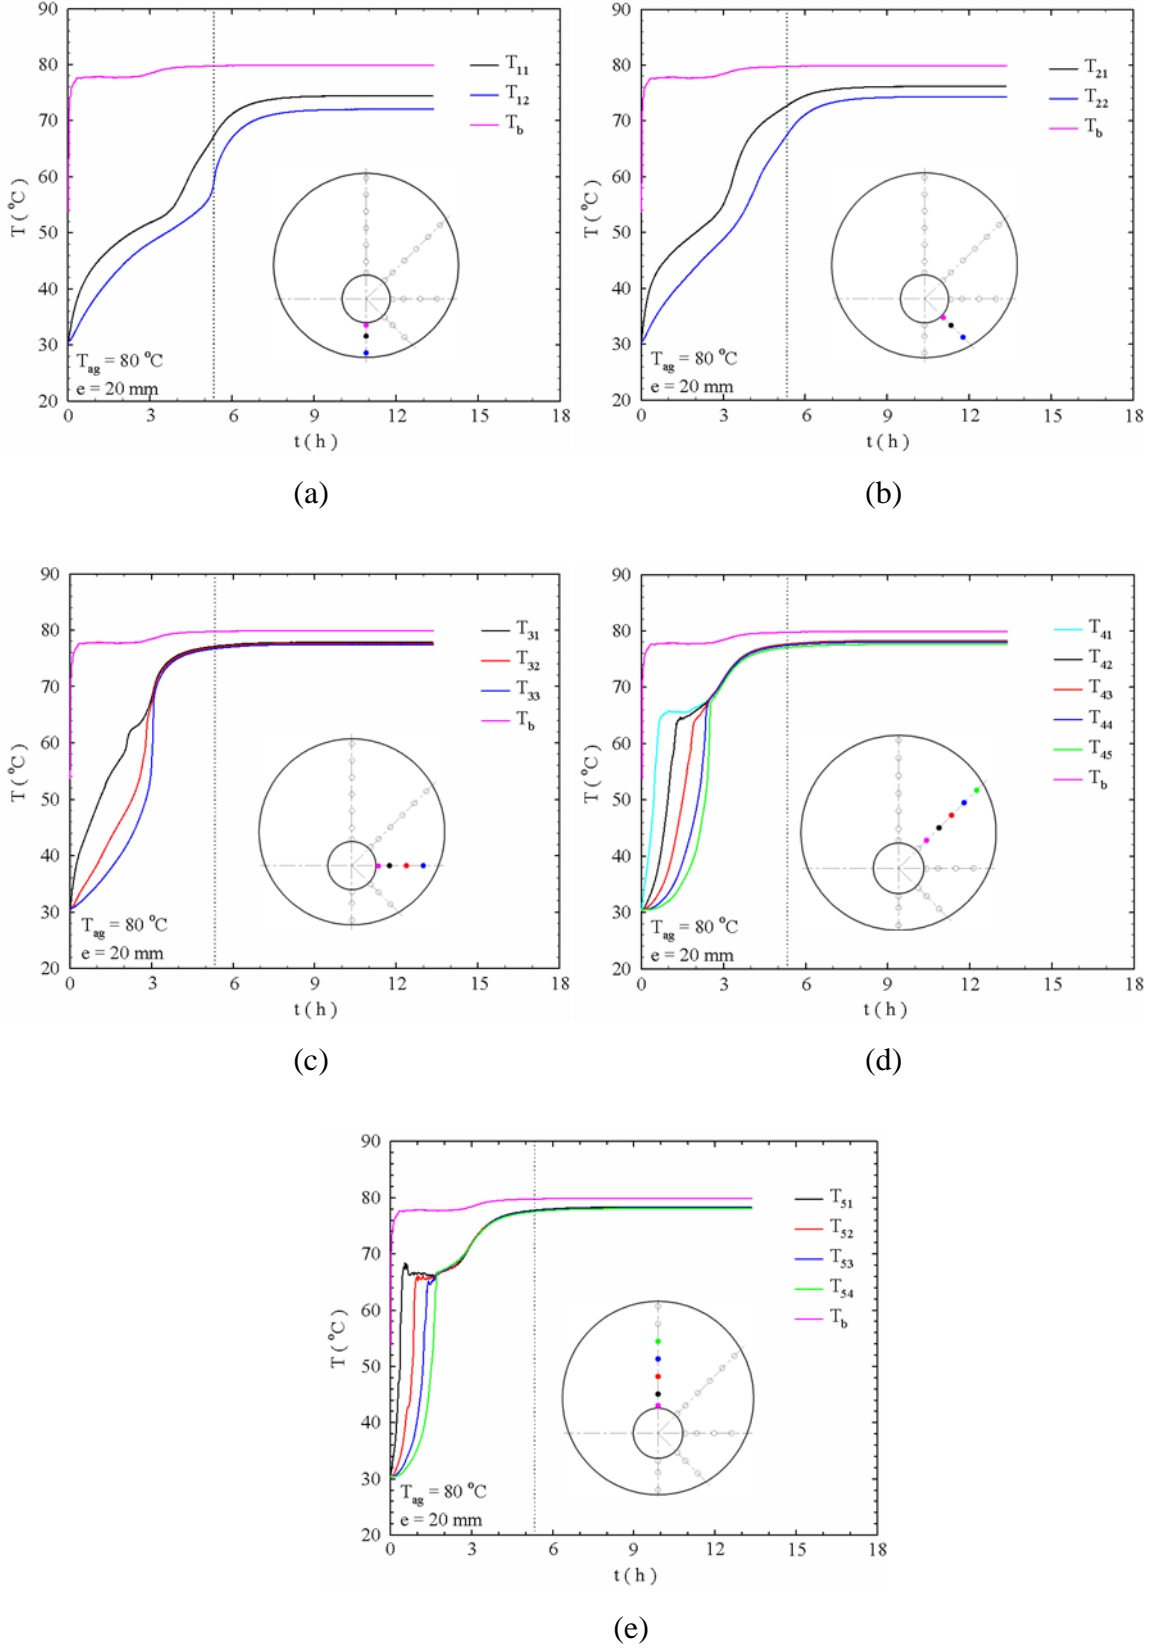 90
80
70
60
50
40
30
20
T ( °C )
T11
T12
Tb
Tag = 80 °C
e = 20 mm
0 3 6 9 12 15 18
t ( h )
(a)
90
80
70
60
50
40
30
20
T ( °C )
T21
T22
Tb
Tag = 80 °C
e = 20 mm
0 3 6 9 12 15 18
t ( h )
(b)
90
80
70
60
50
40
30
20
T ( °C )
T31
T32
T33
Tb
Tag = 80 °C
e = 20 mm
0 3 6 9 12 15 18
t ( h )
(c)
90
80
70
60
50
40
30
20
T ( °C )
T41
T42
T43
T44
T45
Tb
Tag = 80 °C
e = 20 mm
0 3 6 9 12 15 18
t ( h )
(d)
90
80
70
60
50
40
30
20
T ( °C )
T51
T52
T53
T54
Tb
Tag = 80 °C
e = 20 mm
0 3 6 9 12 15 18
t ( h )
(e)